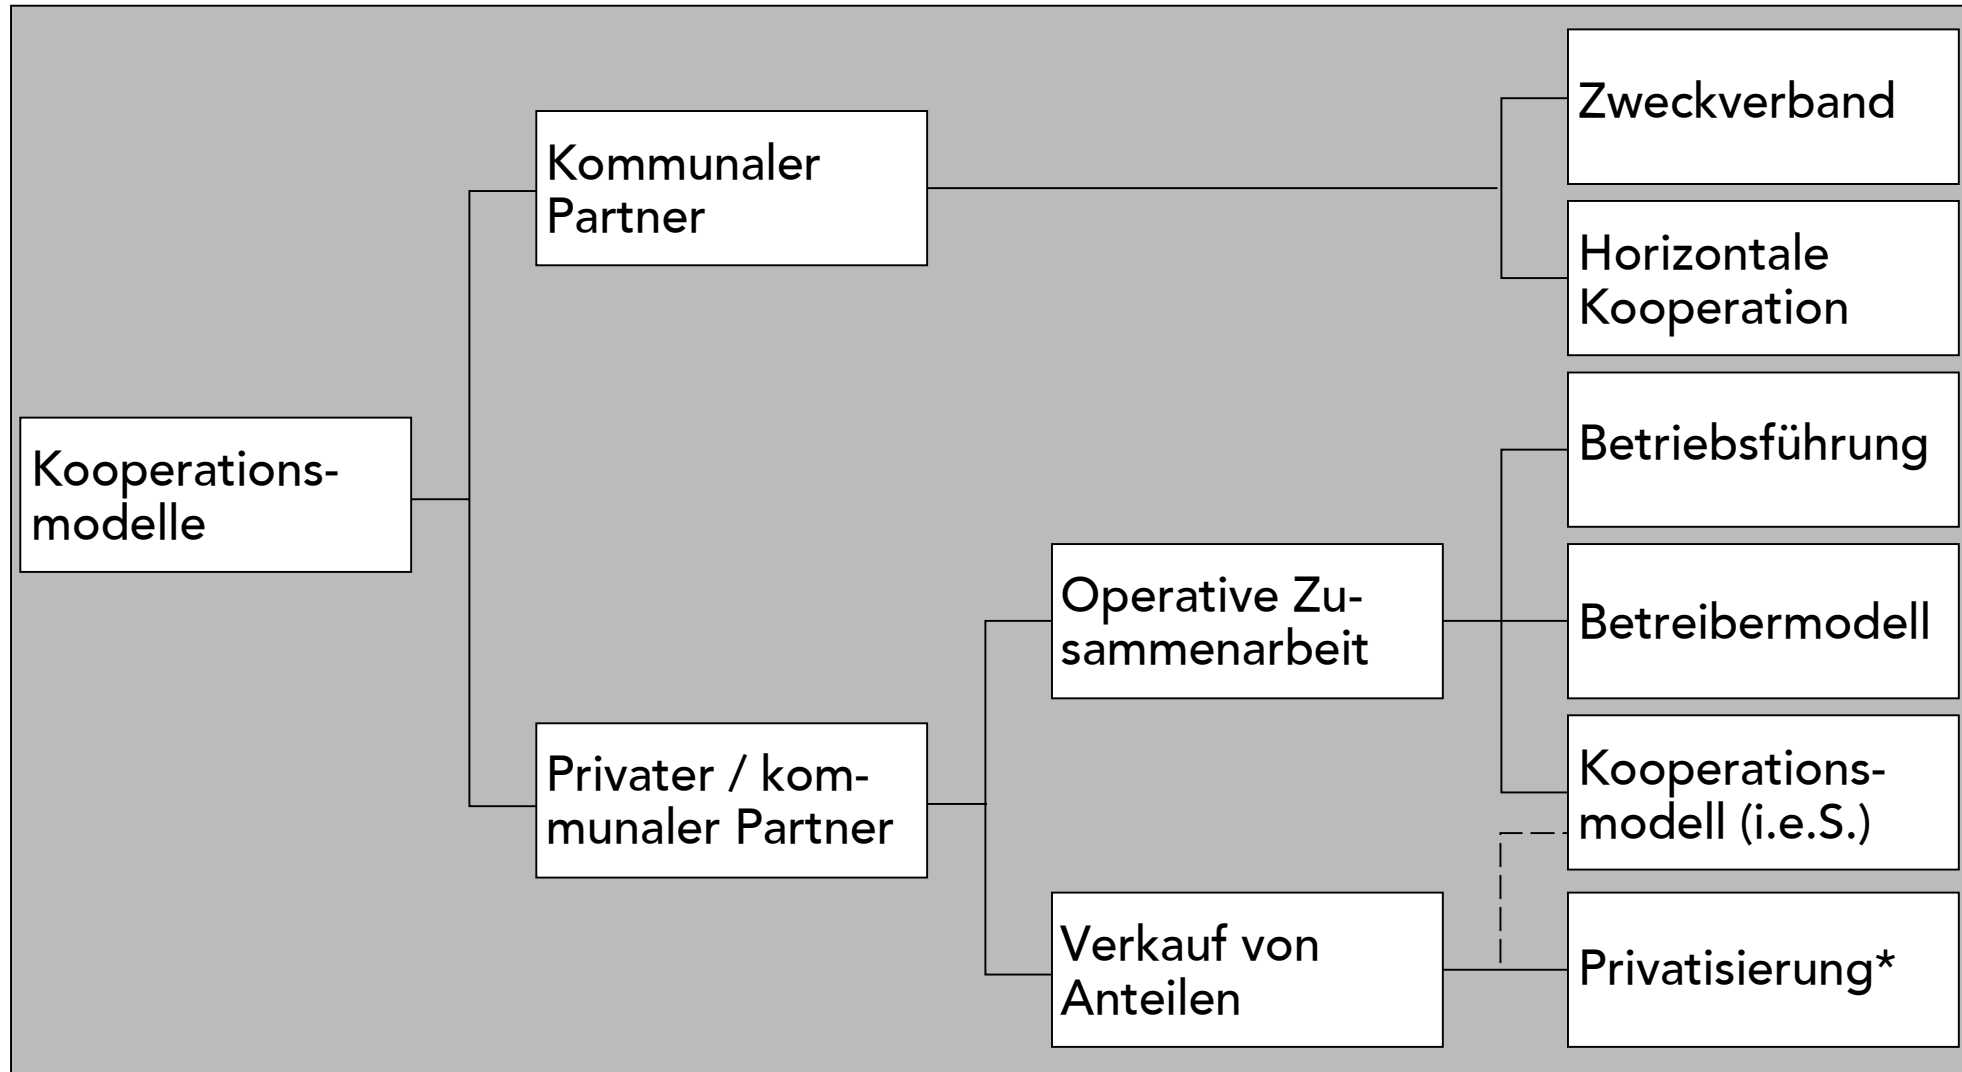 Zweckverband
Kommunaler
Partner
Horizontale
Kooperation
Betriebsführung
Kooperations-
modelle
Operative Zu-
sammenarbeit
Betreibermodell
Privater / kom-
munaler Partner
Kooperations-
modell (i.e.S.)
Verkauf von
Anteilen
Privatisierung*